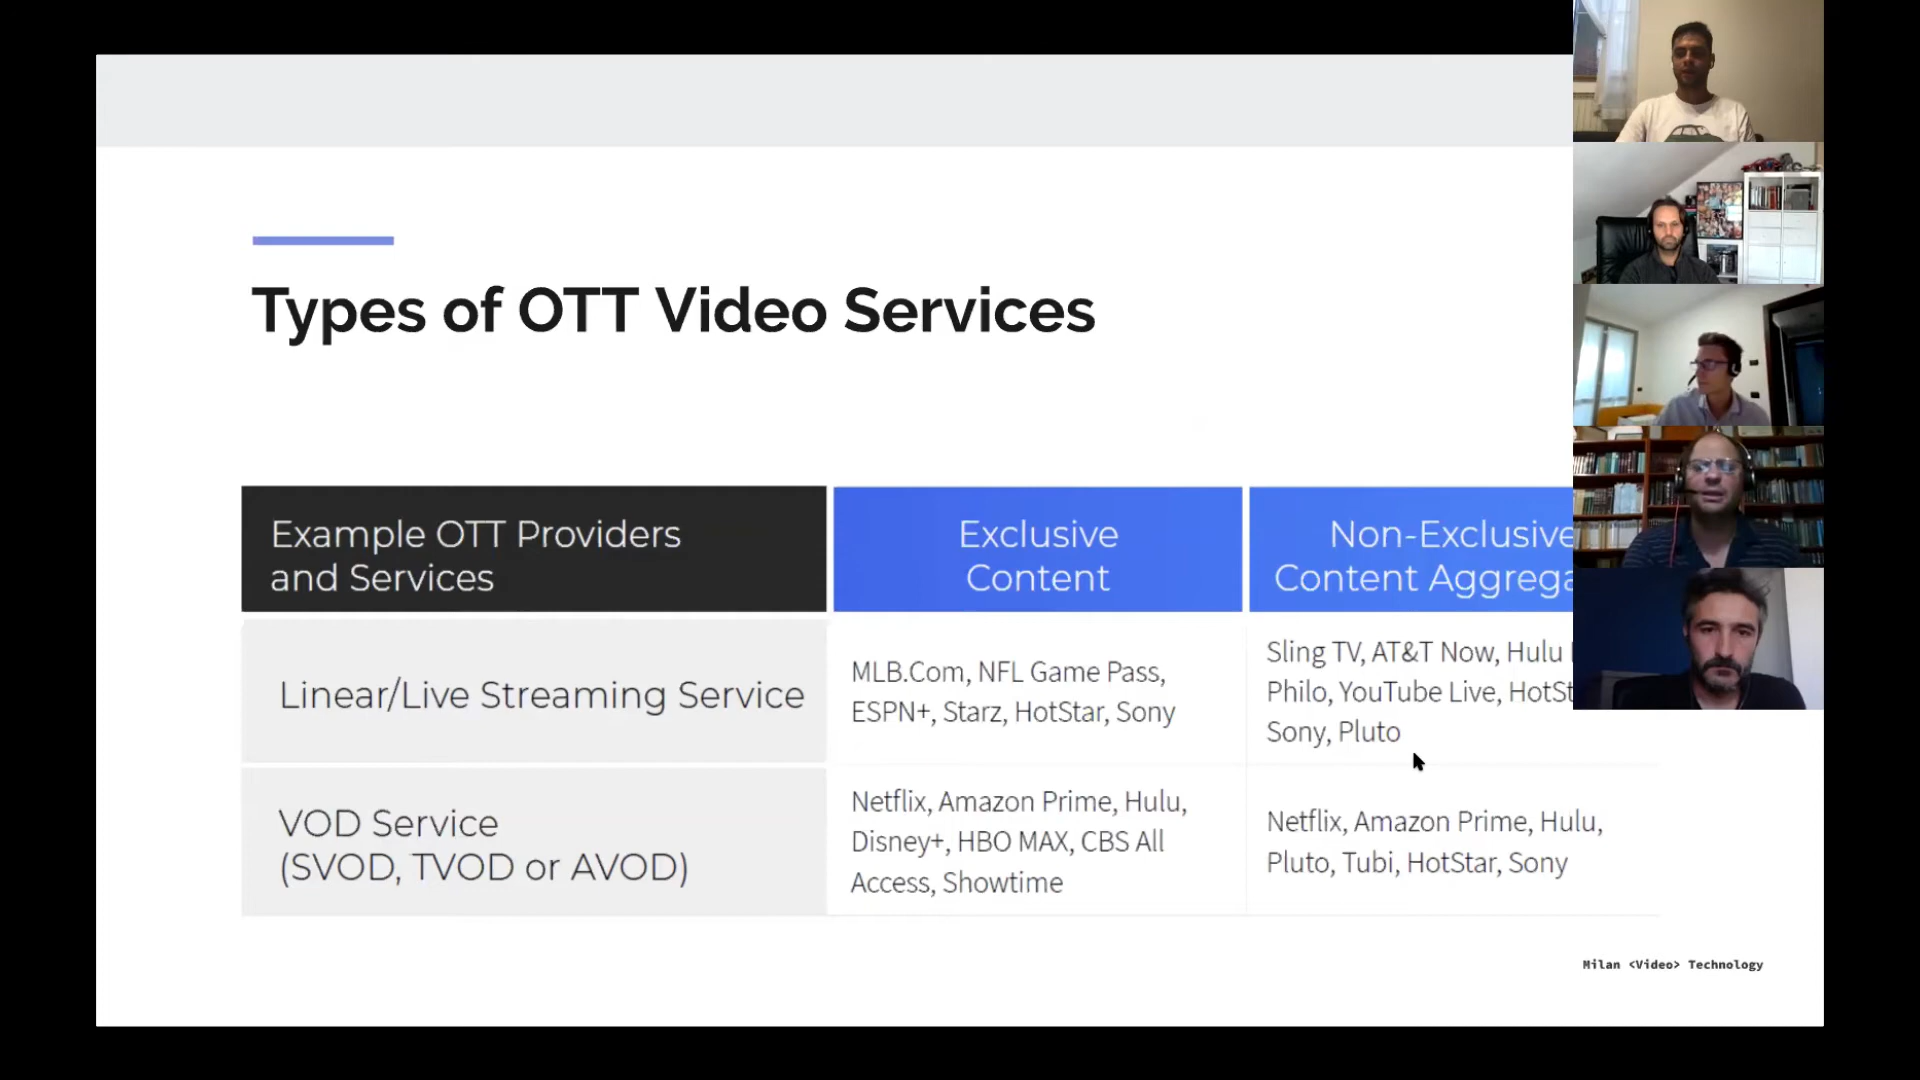 Types of OTT Video Services
Example OTT Providers
and Services
Exclusive
Content
Non-Exclusive
Content
Linear/Live Streaming Service
MLB.Com, NFL Game Pass,
ESPN+, Starz, HotStar, Sony
Sling TV, AT&T Now, Hulu
Philo, YouTube Live,
Sony, Pluto
VOD Service
(SVOD, TVOD or AVOD)
Netflix, Amazon Prime, Hulu,
Disney+, HBO MAX, CBS All
Access, Showtime
Netflix, Amazon Prime, Hulu,
Pluto, Tubi, HotStar, Sony
Milan <Video> Technology